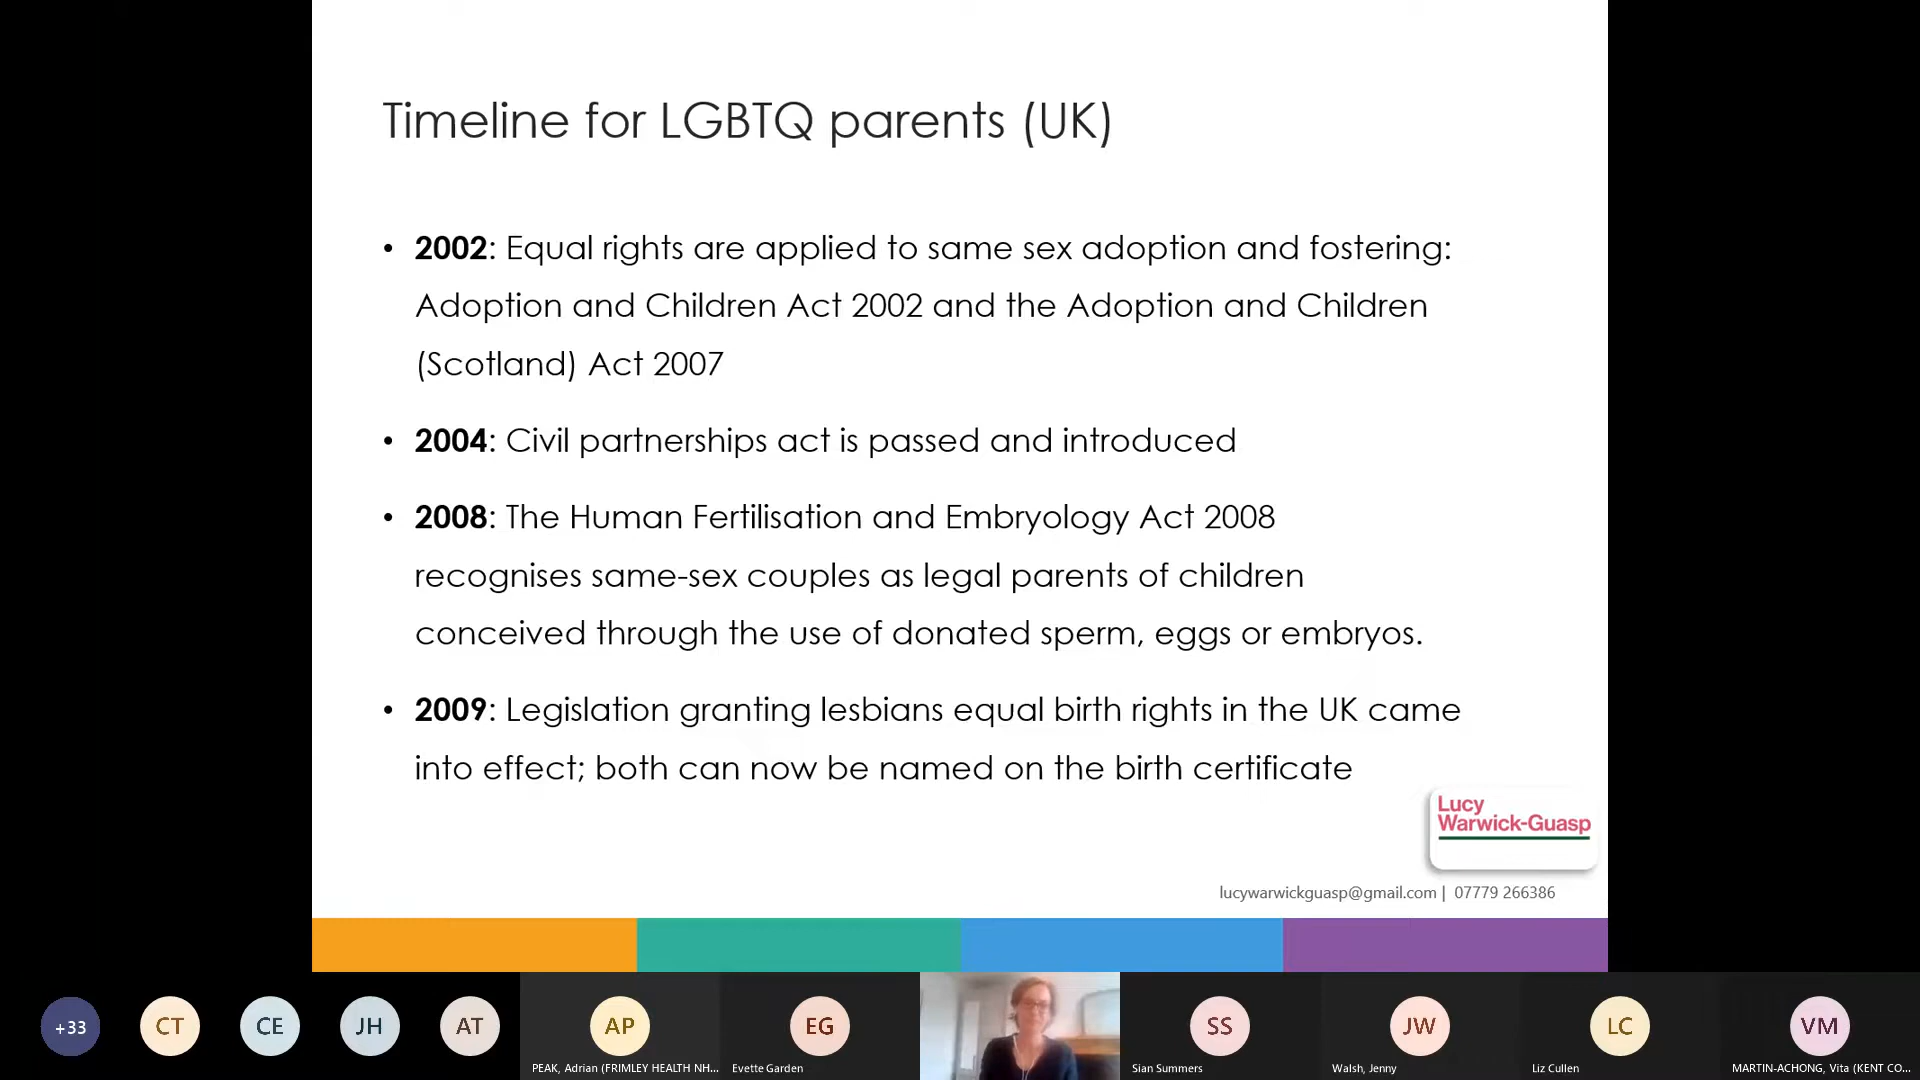 Timeline for LGBTQ parents (UK)
• 2002: Equal rights are applied to same sex adoption and fostering:
Adoption and Children Act 2002 and the Adoption and Children
(Scotland) Act 2007
• 2004: Civil partnerships act is passed and introduced
• 2008: The Human Fertilisation and Embryology Act 2008
recognises same-sex couples as legal parents of children
conceived through the use of donated sperm, eggs or embryos.
• 2009: Legislation granting lesbians equal birth rights in the UK came
into effect; both can now be named on the birth certificate
Lucy
Warwick-Guasp
lucywarwickguasp@gmail.com | 07779 266386
+33
CT
CE
JH
AT
AP
EG
SS
JW
LC
VM
PEAK, Adrian (FRIMLEY HEALTH NH...
Evette Garden
Sian Summers
Walsh, Jenny
Liz Cullen
MARTIN-ACHONG, Vita (KENT CO...